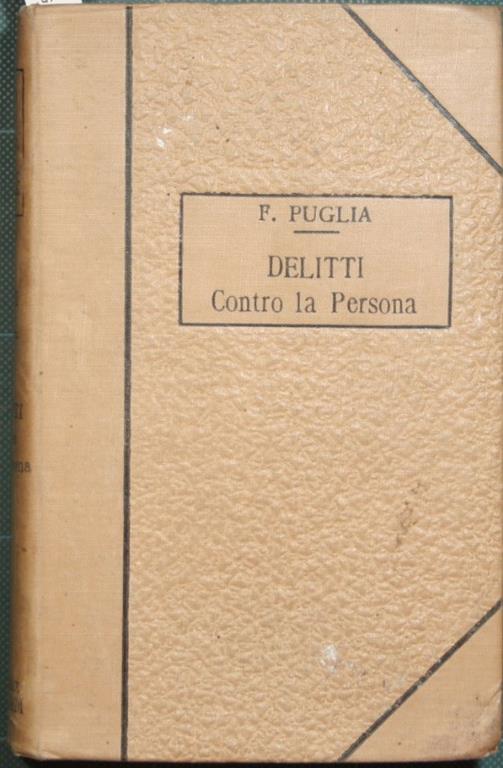 F. PUGLIA
DELITTI
Contro la Persona